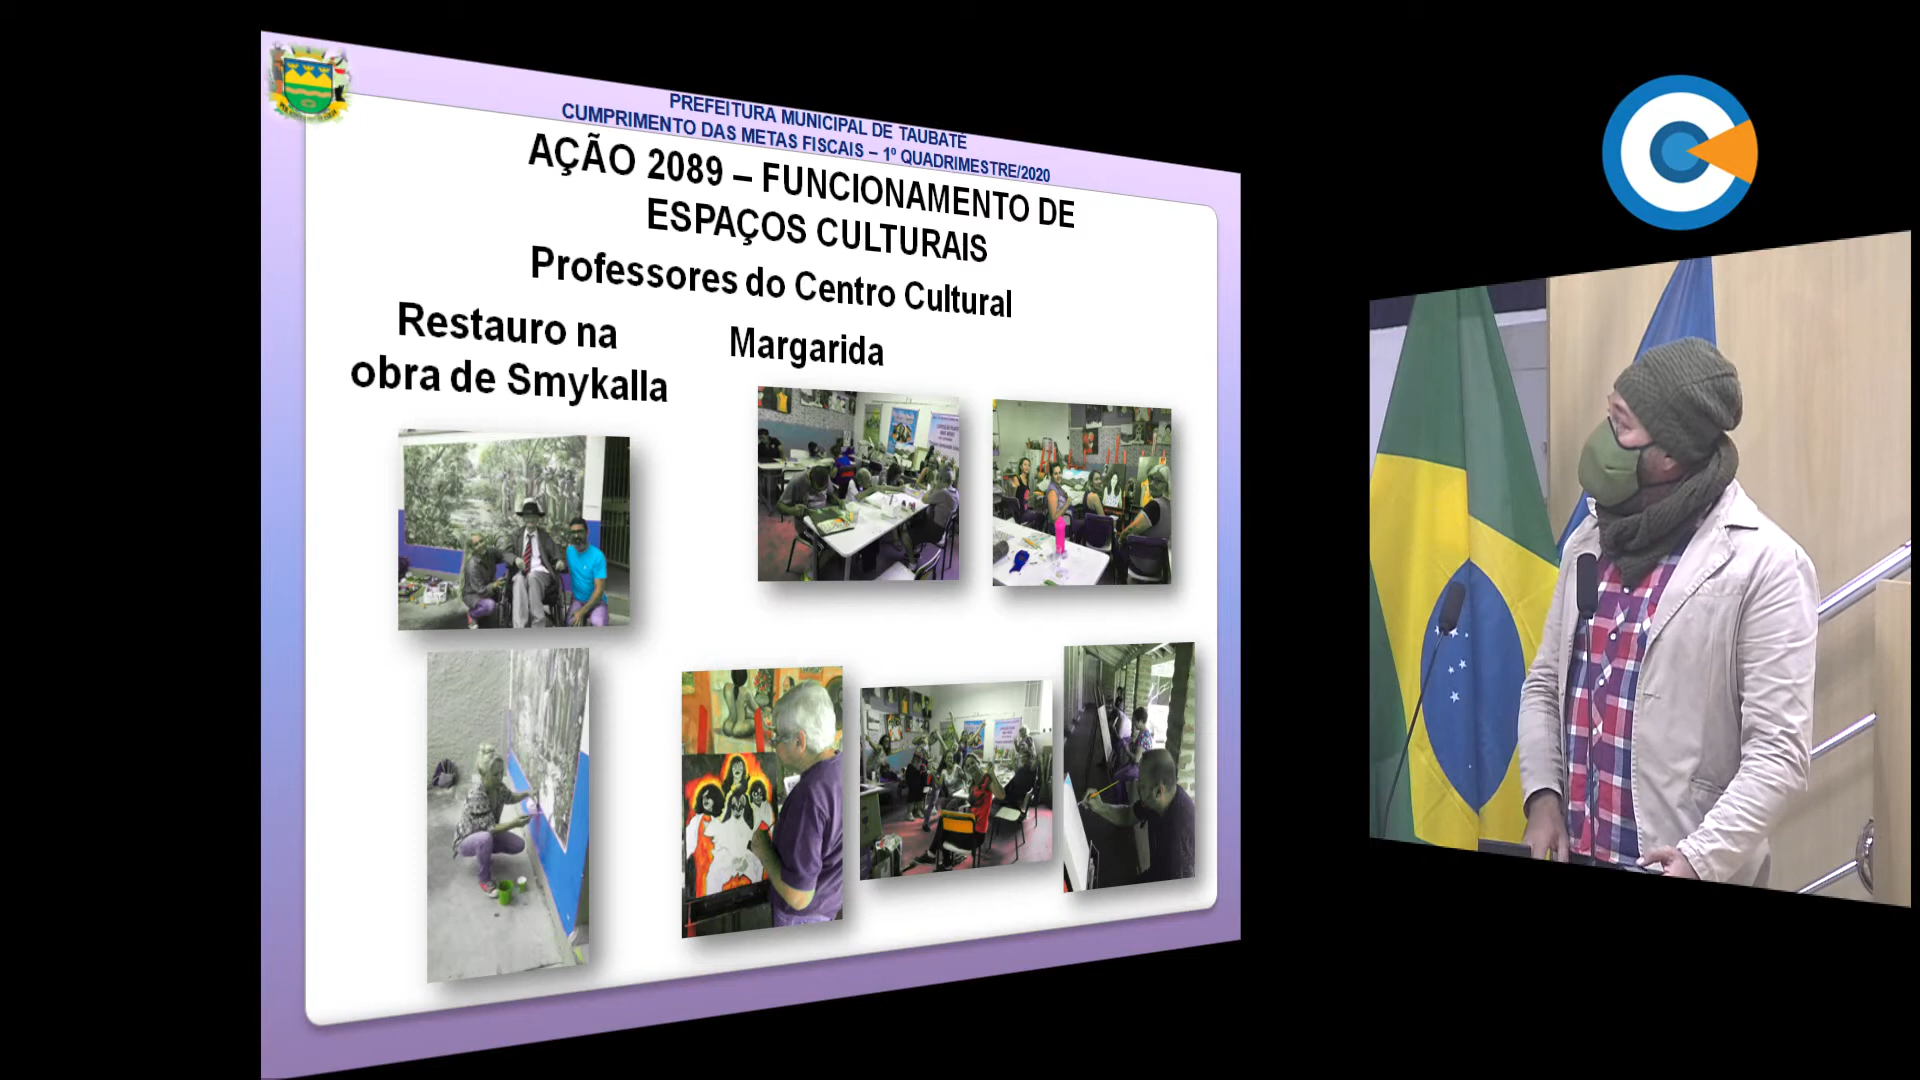 PREFEITURA MUNICIPAL DE TAUBATÉ
CUMPRIMENTO DAS METAS FISCAIS – 1º QUADRIMESTRE/2020
AÇÃO 2089 – FUNCIONAMENTO DE
ESPAÇOS CULTURAIS
Professores do Centro Cultural
Restauro na
obra de Smykalla
Margarida